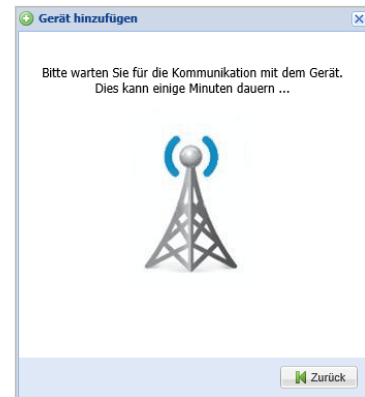 Gerät hinzufügen
Bitte warten Sie für die Kommunikation mit dem Gerät.
Dies kann einige Minuten dauern ...
Zurück